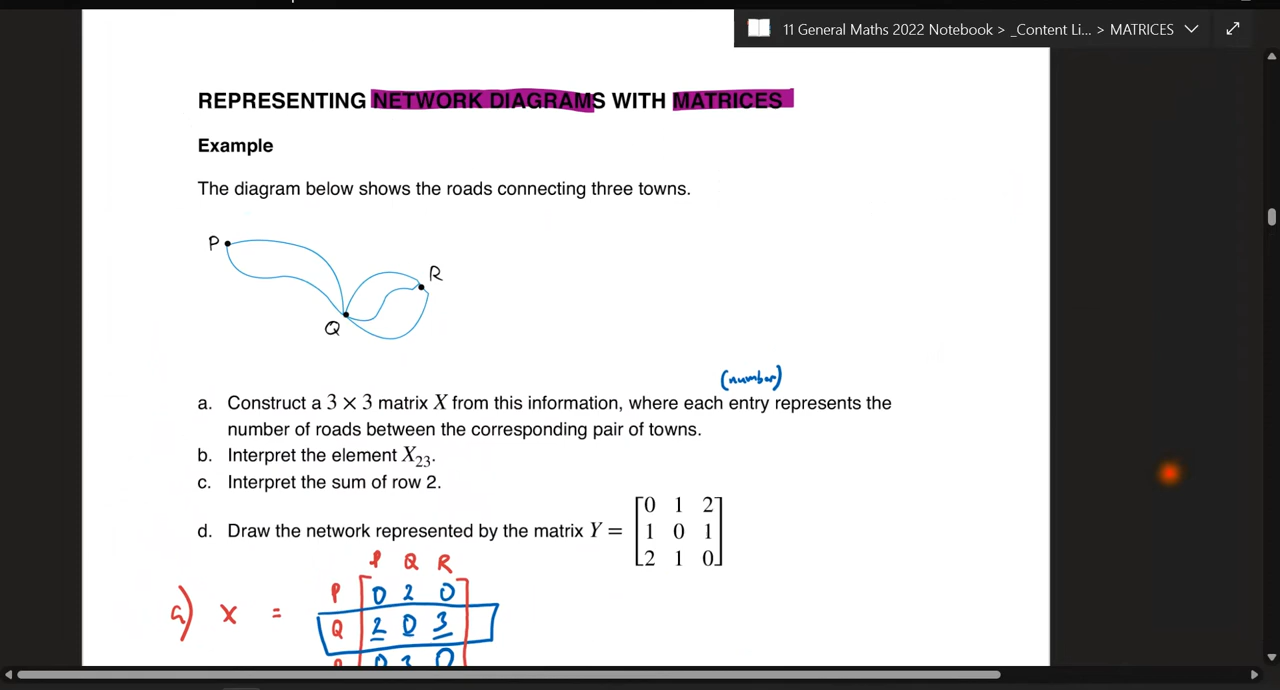 11 General Maths 2022 Notebook > _Content Li... > MATRICES
REPRESENTING NETWORK DIAGRAMS WITH MATRICES
Example
The diagram below shows the roads connecting three towns.
P
R
Q
(number)
a. Construct a 3 × 3 matrix X from this information, where each entry represents the
number of roads between the corresponding pair of towns.
b. Interpret the element X₂₃.
c. Interpret the sum of row 2.
d. Draw the network represented by the matrix Y = [0 1 2
1 0 1
2 1 0]
P Q R
a) X = P [0 2 0]
Q 2 0 3
0 3 0